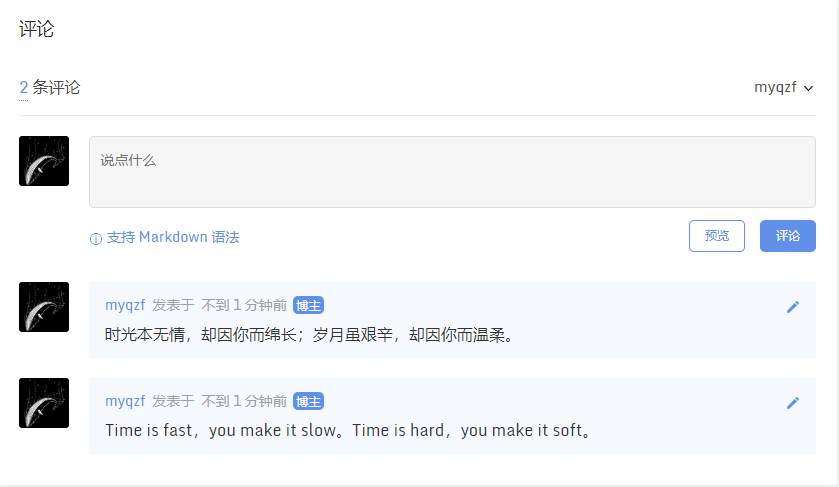 评论
2 条评论
myqzf
说点什么
支持 Markdown 语法
预览
评论
myqzf 发表于 不到 1 分钟前 博主
时光本无情，却因你而绵长；岁月虽艰辛，却因你而温柔。
myqzf 发表于 不到 1 分钟前 博主
Time is fast，you make it slow。Time is hard，you make it soft。